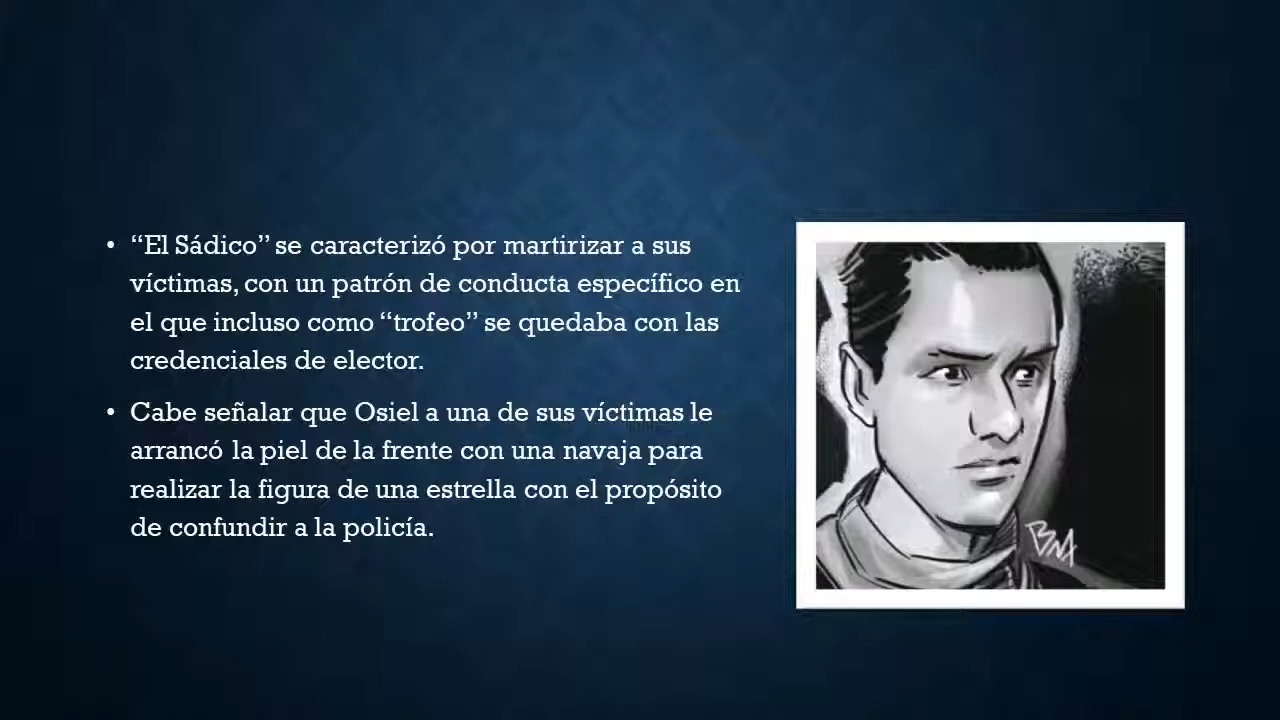 • “El Sádico” se caracterizó por martirizar a sus
víctimas, con un patrón de conducta específico en
el que incluso como “trofeo” se quedaba con las
credenciales de elector.
• Cabe señalar que Osiel a una de sus víctimas le
arrancó la piel de la frente con una navaja para
realizar la figura de una estrella con el propósito
de confundir a la policía.
BNA